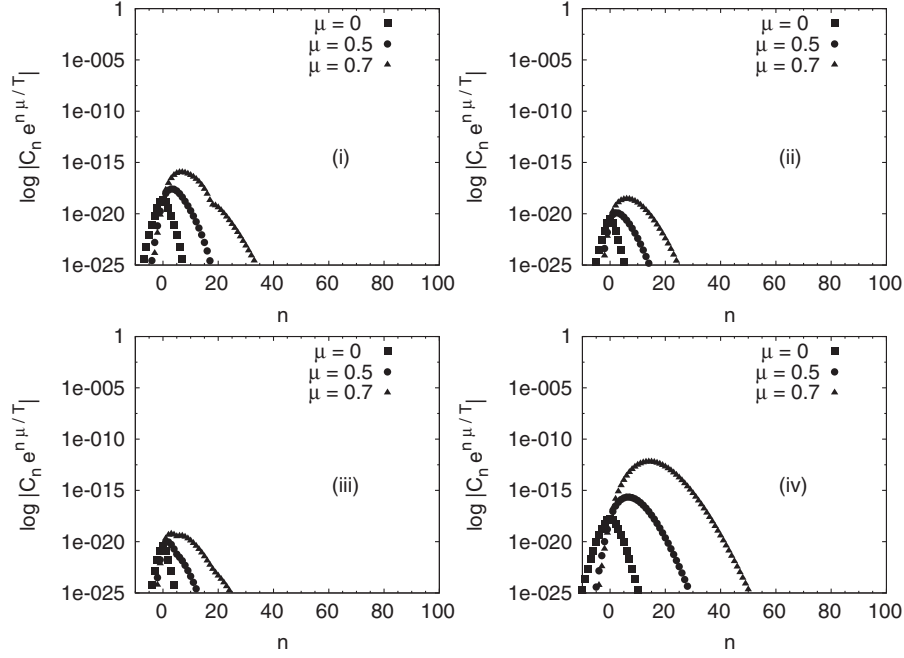 1
1e-005
1e-010
1e-015
1e-020
1e-025
log |C_n e^{n μ/T}|
μ = 0
μ = 0.5
μ = 0.7
(i)
0 20 40 60 80 100
n
1
1e-005
1e-010
1e-015
1e-020
1e-025
log |C_n e^{n μ/T}|
μ = 0
μ = 0.5
μ = 0.7
(ii)
0 20 40 60 80 100
n
1
1e-005
1e-010
1e-015
1e-020
1e-025
log |C_n e^{n μ/T}|
μ = 0
μ = 0.5
μ = 0.7
(iii)
0 20 40 60 80 100
n
1
1e-005
1e-010
1e-015
1e-020
1e-025
log |C_n e^{n μ/T}|
μ = 0
μ = 0.5
μ = 0.7
(iv)
0 20 40 60 80 100
n